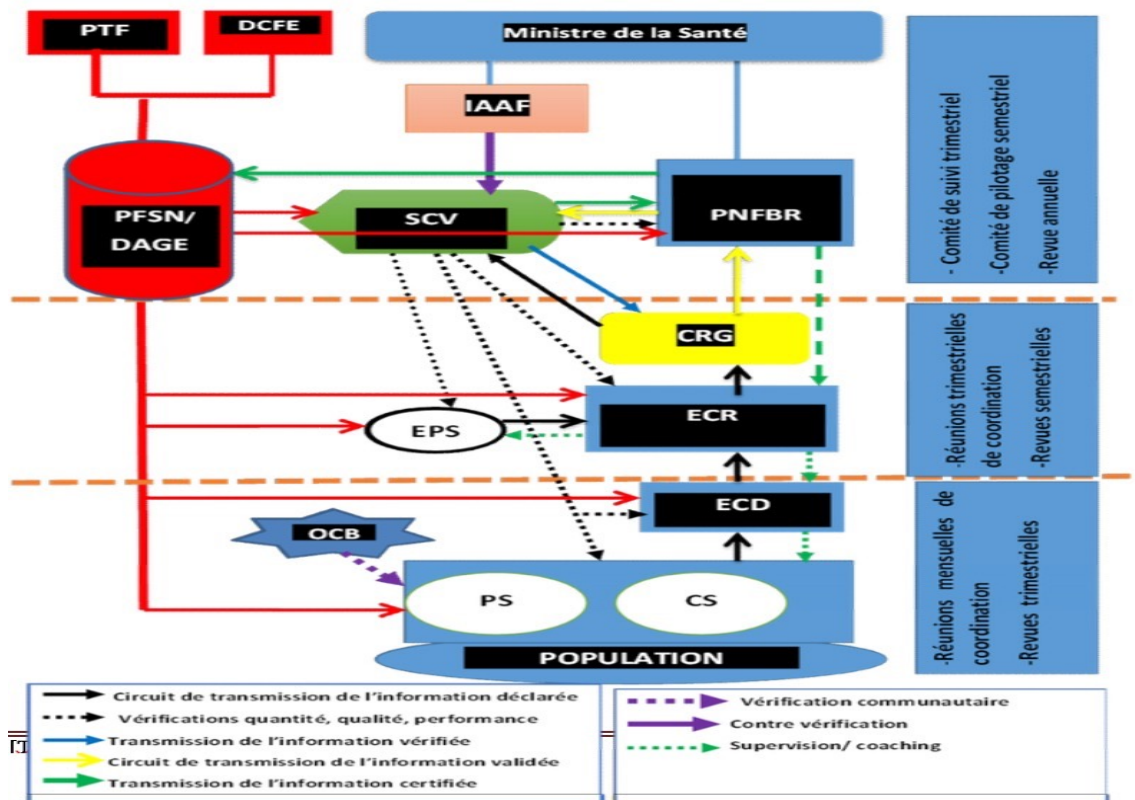 PTF
DCFE
Ministre de la Santé
IAAF
PFSN/
DAGE
SCV
PNFBR
- Comité de suivi trimestriel
- Comité de pilotage semestriel
- Revue annuelle
CRG
ECR
EPS
-Réunions trimestrielles
de coordination
-Revues semestrielles
ECD
OCB
PS
CS
POPULATION
-Réunions mensuelles de
coordination
-Revues trimestrielles
Circuit de transmission de l'information déclarée
Vérifications quantité, qualité, performance
Transmission de l'information vérifiée
Circuit de transmission de l'information validée
Transmission de l'information certifiée
Vérification communautaire
Contre vérification
Supervision/ coaching